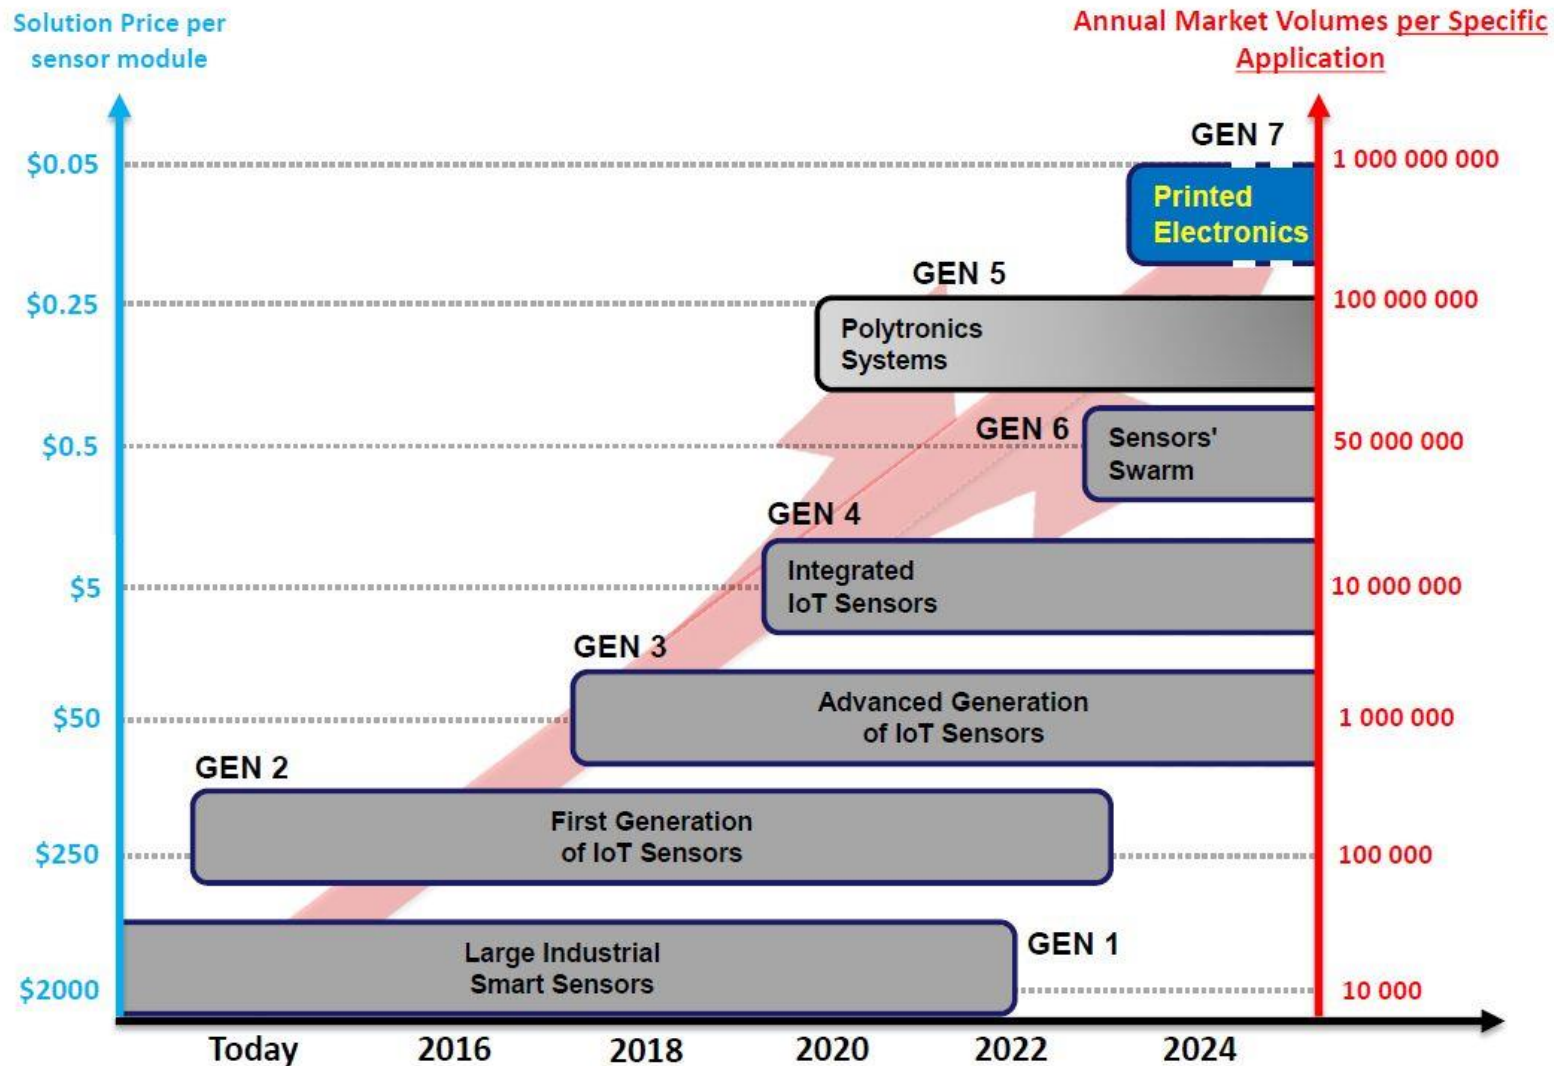 Solution Price per
sensor module
Annual Market Volumes per Specific
Application
GEN 7
$0.05
1 000 000 000
Printed
Electronics
GEN 5
$0.25
100 000 000
Polytronics
Systems
GEN 6
$0.5
50 000 000
Sensors'
Swarm
GEN 4
$5
10 000 000
Integrated
IoT Sensors
GEN 3
$50
1 000 000
Advanced Generation
of IoT Sensors
GEN 2
First Generation
of IoT Sensors
$250
100 000
GEN 1
Large Industrial
Smart Sensors
$2000
10 000
Today 2016 2018 2020 2022 2024